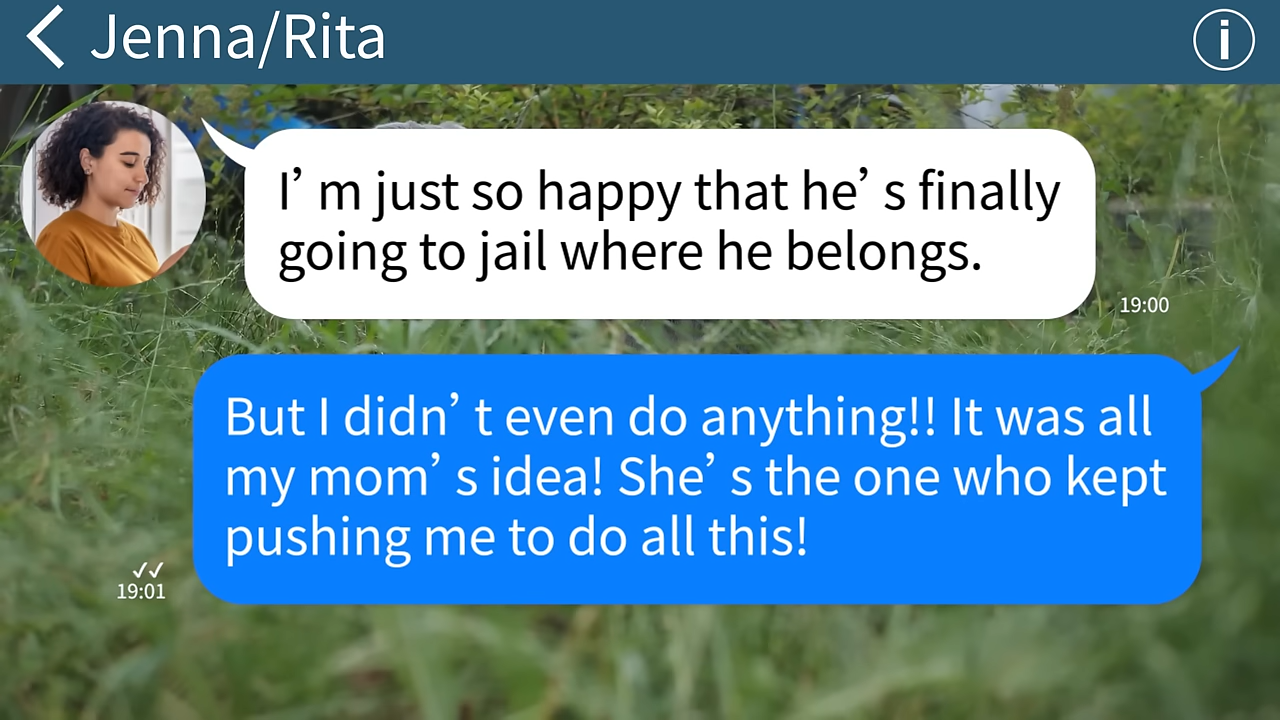 Jenna/Rita
I’m just so happy that he’s finally
going to jail where he belongs.
19:00
But I didn’t even do anything!! It was all
my mom’s idea! She’s the one who kept
pushing me to do all this!
19:01